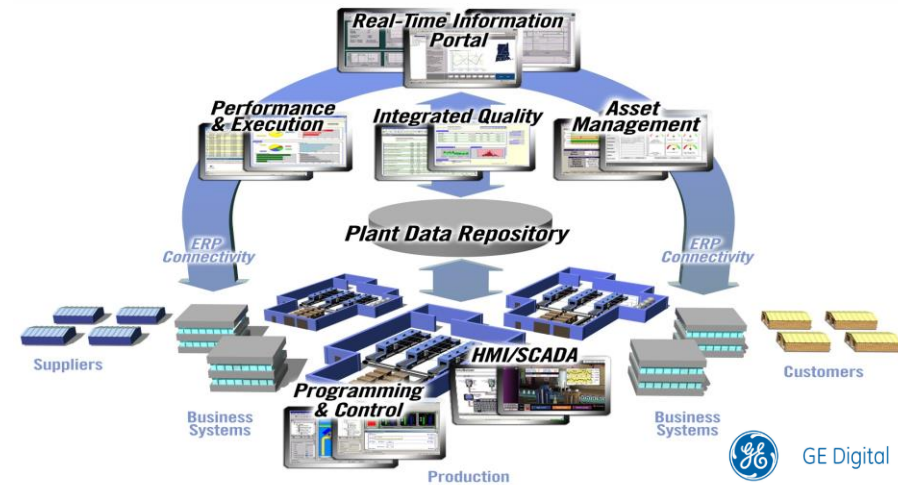 Real-Time Information
Portal
Performance
& Execution
Integrated Quality
Asset
Management
Plant Data Repository
ERP
Connectivity
ERP
Connectivity
Suppliers
Business
Systems
Programming
& Control
HMI/SCADA
Production
Business
Systems
Customers
GE Digital